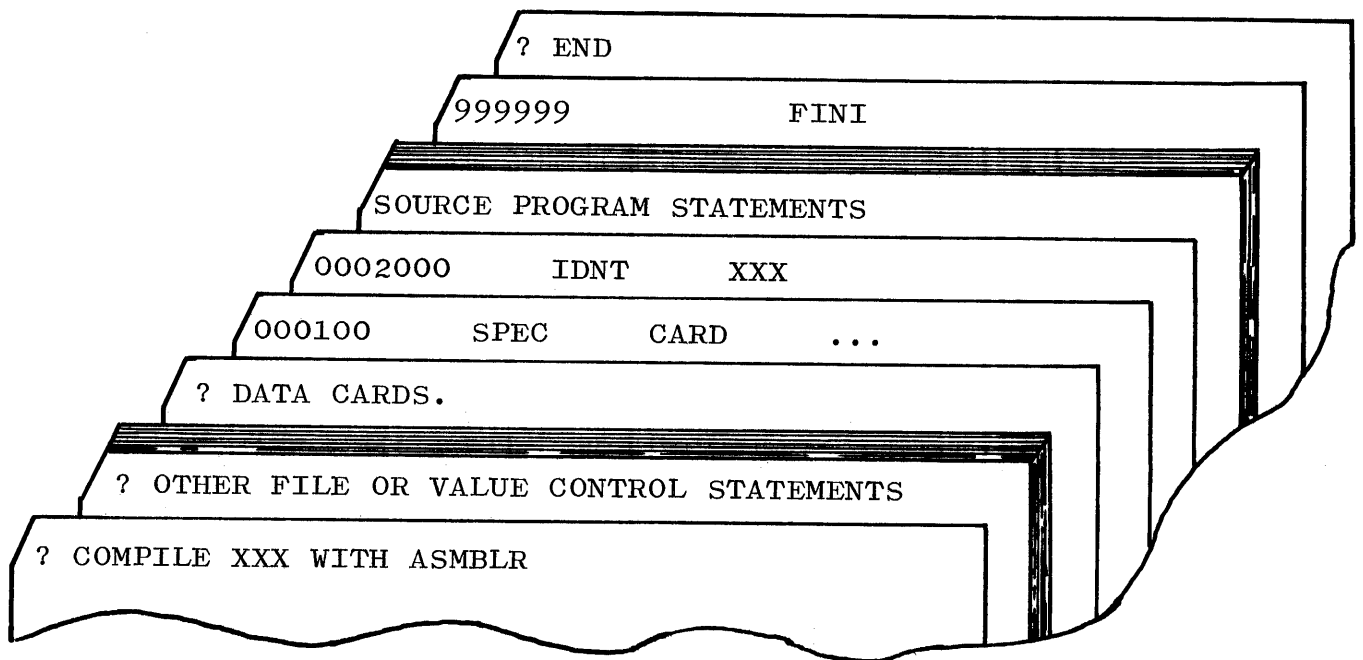 ? END
999999 FINI
SOURCE PROGRAM STATEMENTS
0002000 IDNT XXX
000100 SPEC CARD ...
? DATA CARDS.
? OTHER FILE OR VALUE CONTROL STATEMENTS
? COMPILE XXX WITH ASMBLR